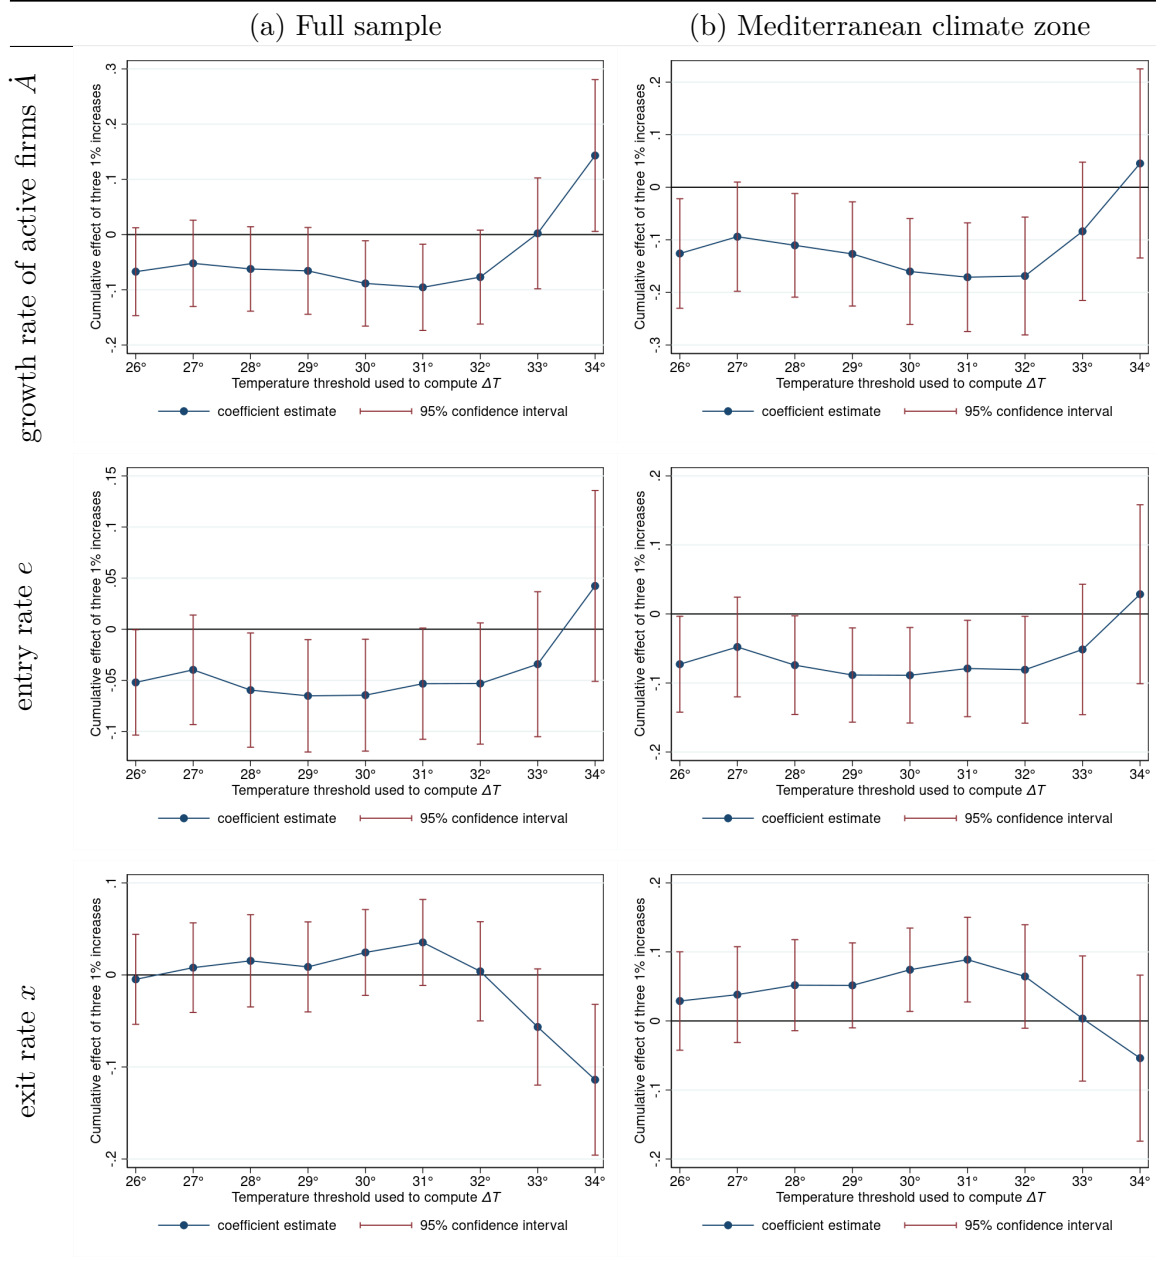 (a) Full sample
(b) Mediterranean climate zone
growth rate of active firms Ȧ
Cumulative effect of three 1% increases
.3
.2
.1
0
-.1
-.2
26° 27° 28° 29° 30° 31° 32° 33° 34°
Temperature threshold used to compute ΔT
coefficient estimate 95% confidence interval
Cumulative effect of three 1% increases
.2
.1
0
-.1
-.2
-.3
26° 27° 28° 29° 30° 31° 32° 33° 34°
Temperature threshold used to compute ΔT
coefficient estimate 95% confidence interval
entry rate e
Cumulative effect of three 1% increases
.15
.1
.05
0
-.05
-.1
26° 27° 28° 29° 30° 31° 32° 33° 34°
Temperature threshold used to compute ΔT
coefficient estimate 95% confidence interval
Cumulative effect of three 1% increases
.2
.1
0
-.1
-.2
26° 27° 28° 29° 30° 31° 32° 33° 34°
Temperature threshold used to compute ΔT
coefficient estimate 95% confidence interval
exit rate x
Cumulative effect of three 1% increases
.1
0
-.1
-.2
26° 27° 28° 29° 30° 31° 32° 33° 34°
Temperature threshold used to compute ΔT
coefficient estimate 95% confidence interval
Cumulative effect of three 1% increases
.2
.1
0
-.1
-.2
26° 27° 28° 29° 30° 31° 32° 33° 34°
Temperature threshold used to compute ΔT
coefficient estimate 95% confidence interval